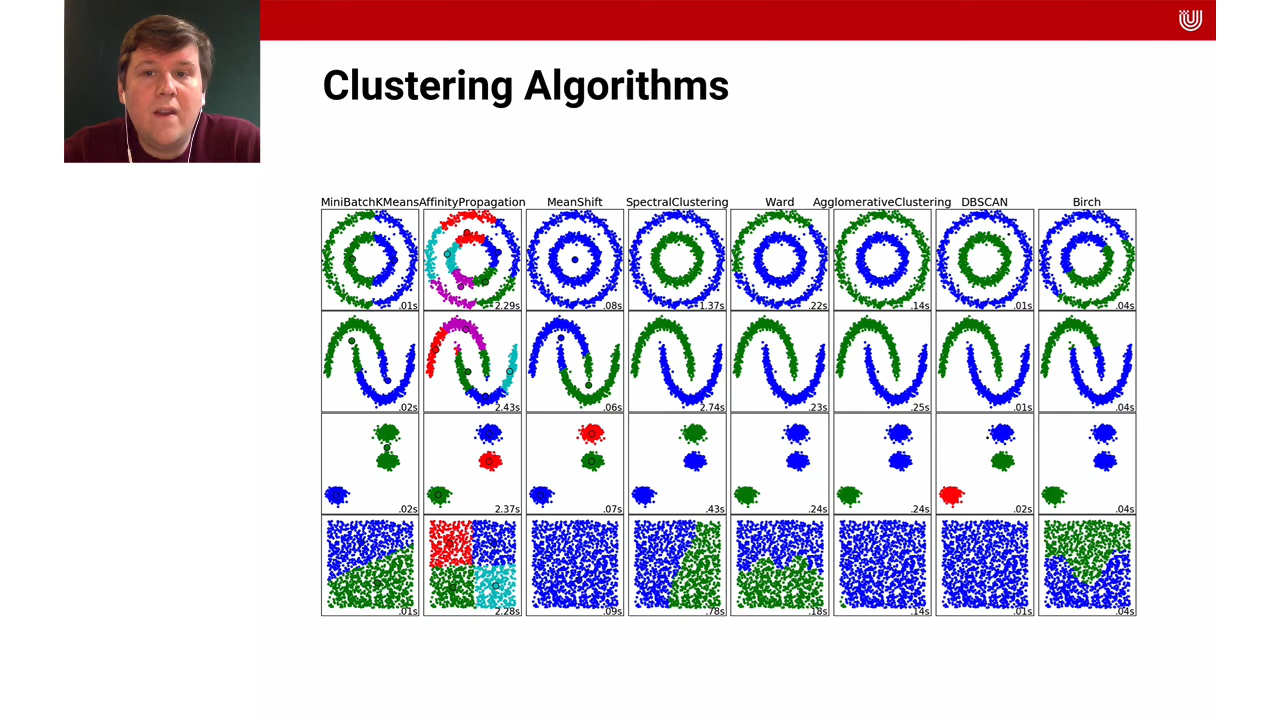 Clustering Algorithms
MiniBatchKMeans AffinityPropagation MeanShift SpectralClustering Ward AgglomerativeClustering DBSCAN Birch
.01s 2.29s .08s 1.37s .22s .14s .01s .04s
.02s 2.43s .06s 2.74s .23s .25s .01s .04s
.02s 2.37s .07s .43s .24s .24s .02s .04s
.01s 2.28s .09s .78s .18s .14s .01s .04s